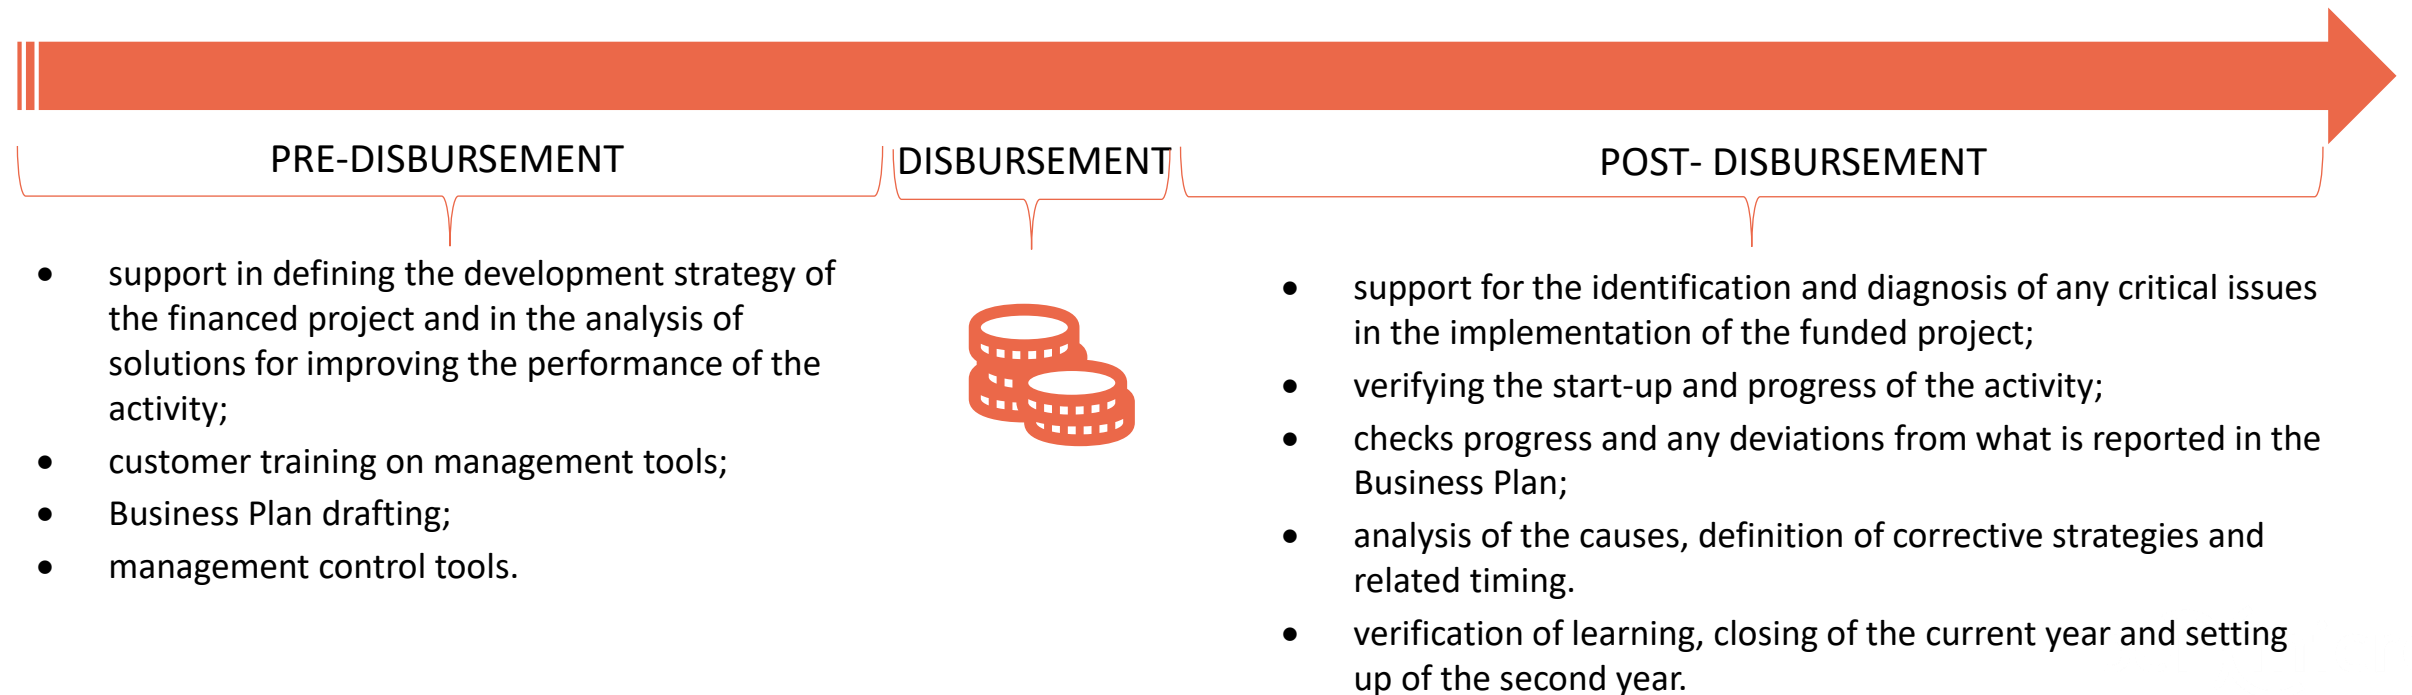 PRE-DISBURSEMENT
• support in defining the development strategy of
the financed project and in the analysis of
solutions for improving the performance of the
activity;
• customer training on management tools;
• Business Plan drafting;
• management control tools.
DISBURSEMENT
POST- DISBURSEMENT
• support for the identification and diagnosis of any critical issues
in the implementation of the funded project;
• verifying the start-up and progress of the activity;
• checks progress and any deviations from what is reported in the
Business Plan;
• analysis of the causes, definition of corrective strategies and
related timing.
• verification of learning, closing of the current year and setting
up of the second year.